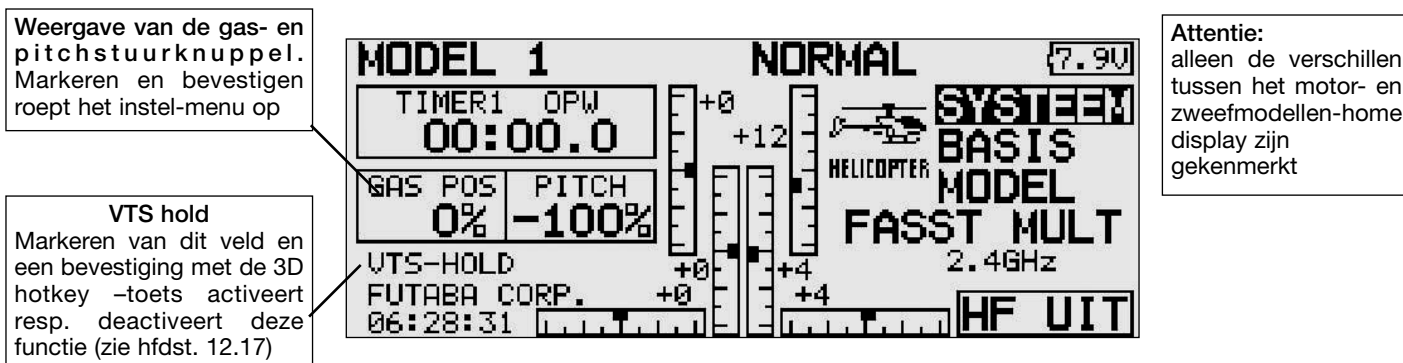 Weergave van de gas- en
pitchstuurknuppel.
Markeren en bevestigen
roept het instel-menu op
VTS hold
Markeren van dit veld en
een bevestiging met de 3D
hotkey –toets activeert
resp. deactiveert deze
functie (zie hfdst. 12.17)
MODEL 1 NORMAL 7.9V
TIMER1 OPW
00:00.0
GAS POS PITCH
0% -100%
VTS-HOLD
FUTABA CORP.
06:28:31
+0
+12
+0
+4
+0
+4
HELICOPTER
SYSTEEM
BASIS
MODEL
FASST MULT
2.4GHz
HF UIT
Attentie:
alleen de verschillen
tussen het motor- en
zweefmodellen-home
display zijn
gekenmerkt